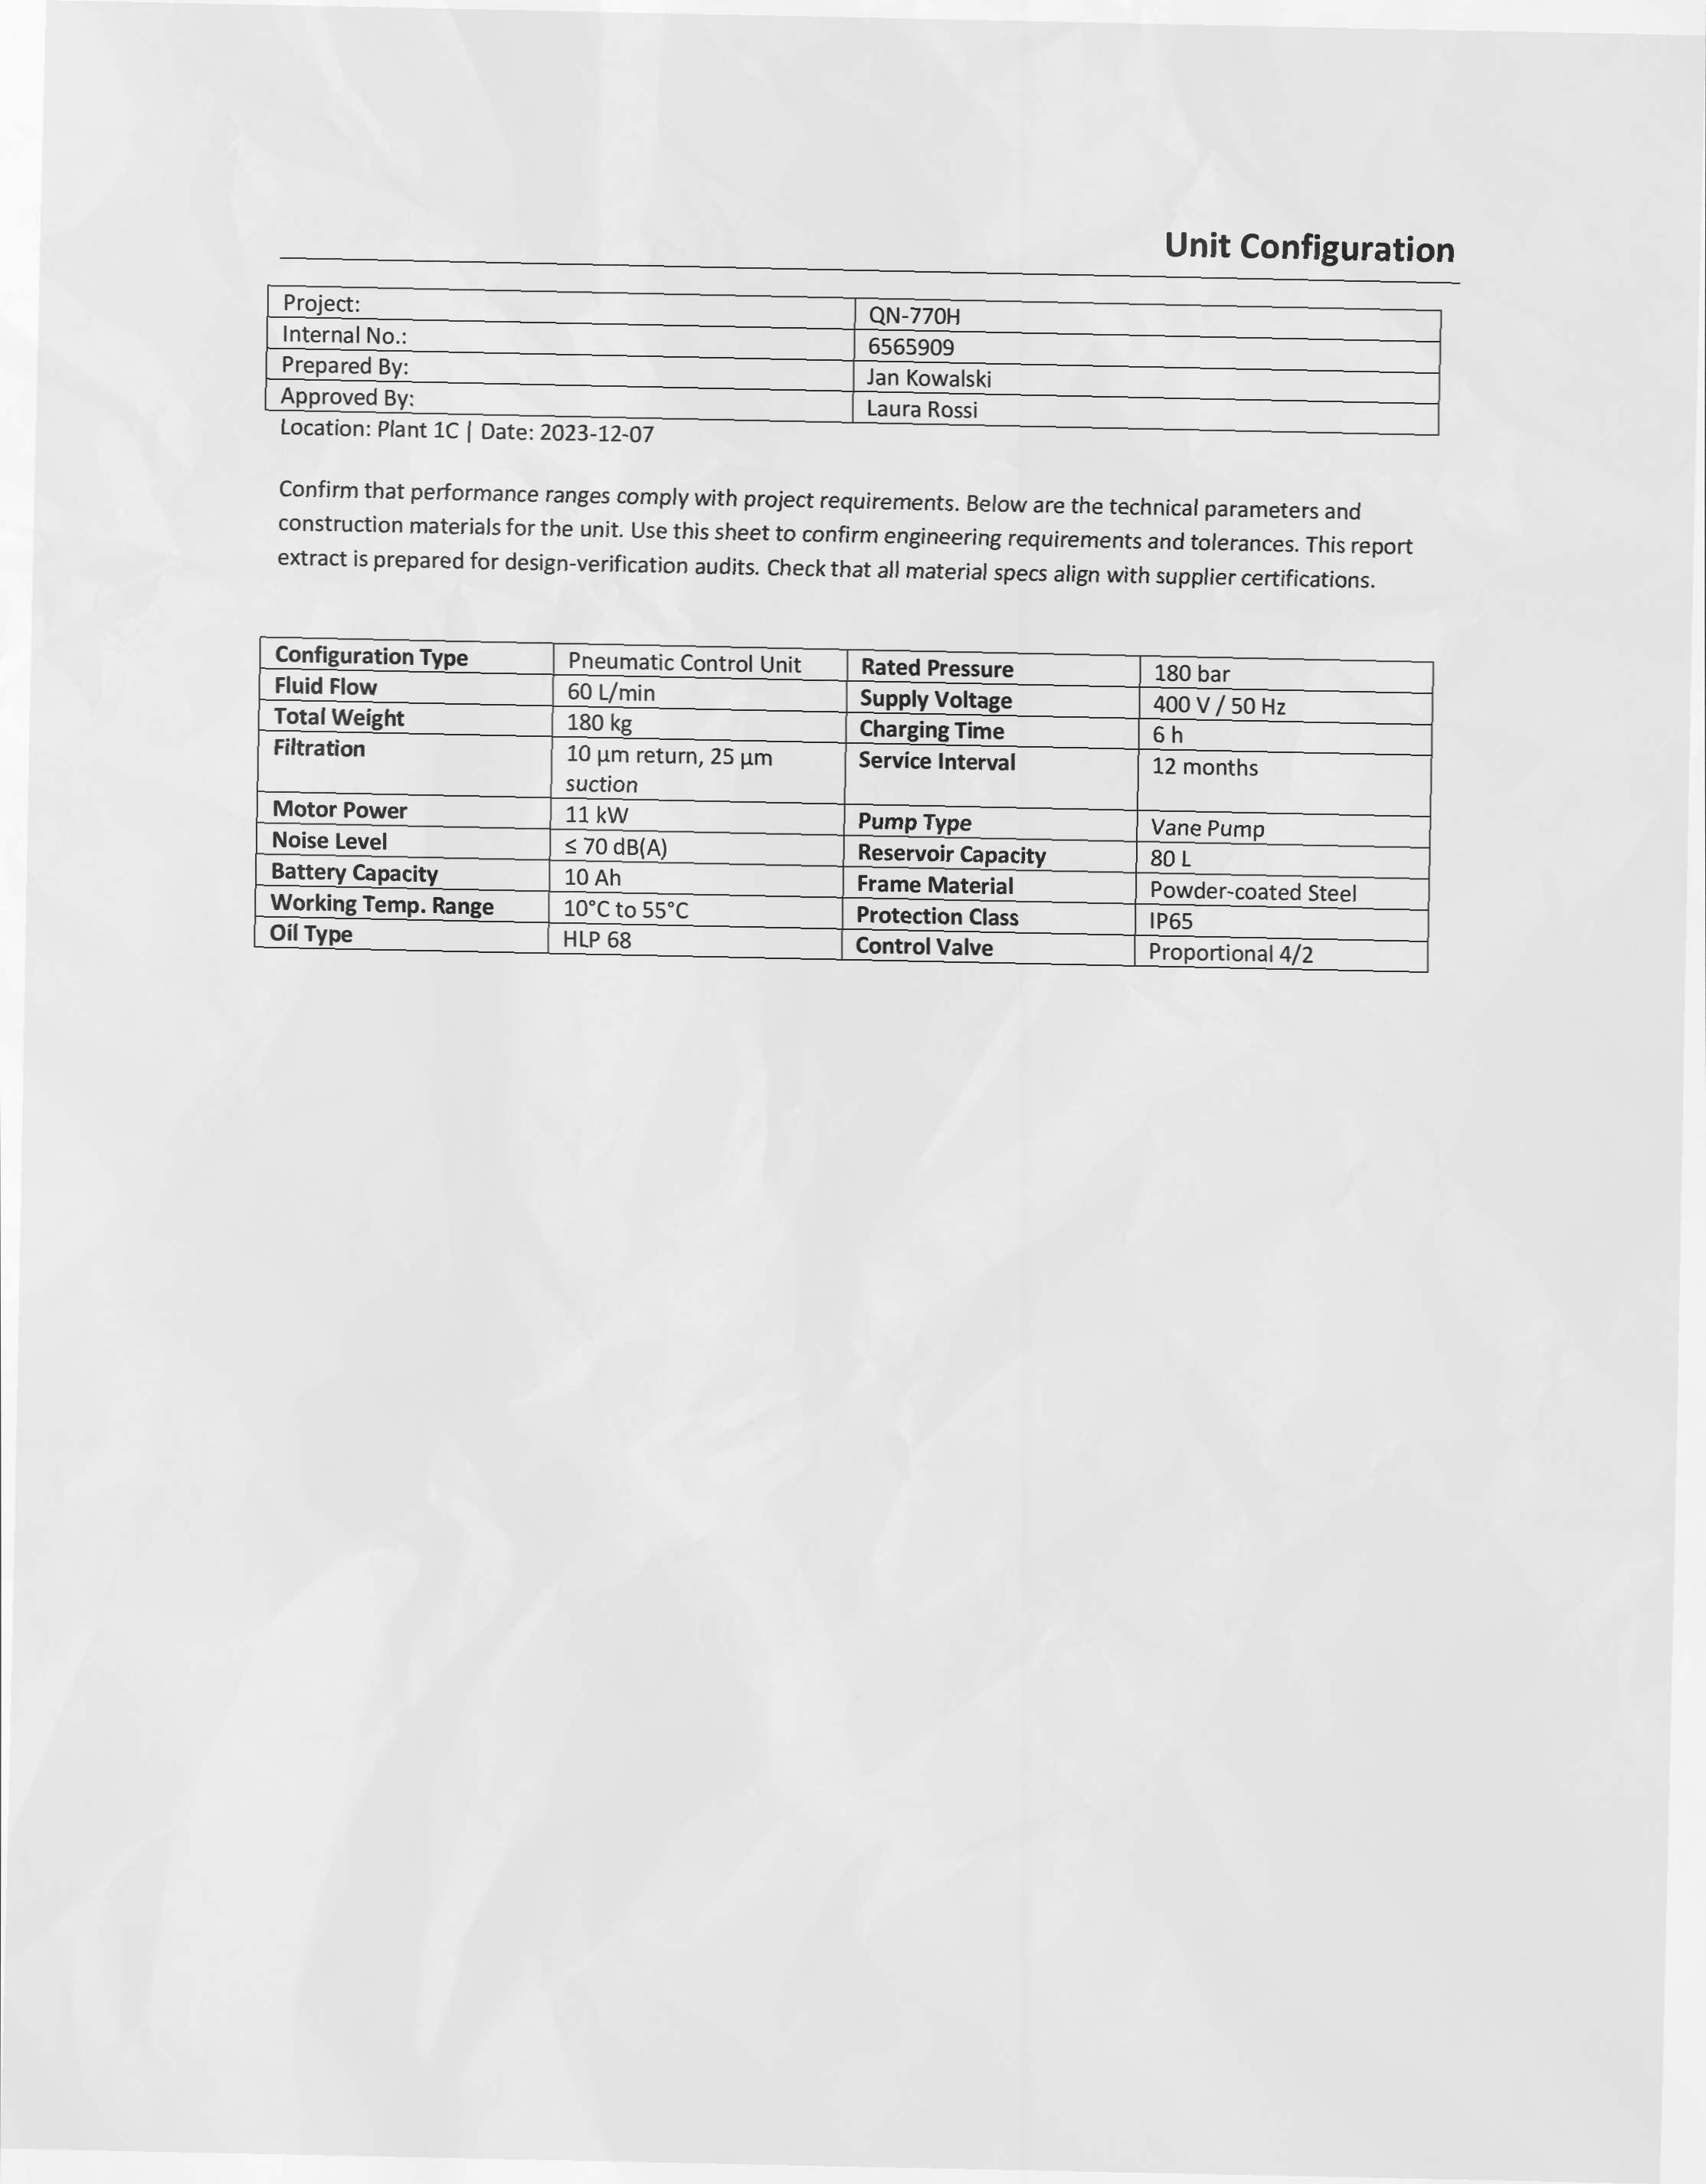 Unit Configuration
Project: QN-770H
Internal No.: 6565909
Prepared By: Jan Kowalski
Approved By: Laura Rossi
Location: Plant 1C | Date: 2023-12-07
Confirm that performance ranges comply with project requirements. Below are the technical parameters and
construction materials for the unit. Use this sheet to confirm engineering requirements and tolerances. This report
extract is prepared for design-verification audits. Check that all material specs align with supplier certifications.
Configuration Type Pneumatic Control Unit Rated Pressure 180 bar
Fluid Flow 60 L/min Supply Voltage 400 V / 50 Hz
Total Weight 180 kg Charging Time 6 h
Filtration 10 µm return, 25 µm Service Interval 12 months
suction
Motor Power 11 kW Pump Type Vane Pump
Noise Level ≤ 70 dB(A) Reservoir Capacity 80 L
Battery Capacity 10 Ah Frame Material Powder-coated Steel
Working Temp. Range 10°C to 55°C Protection Class IP65
Oil Type HLP 68 Control Valve Proportional 4/2